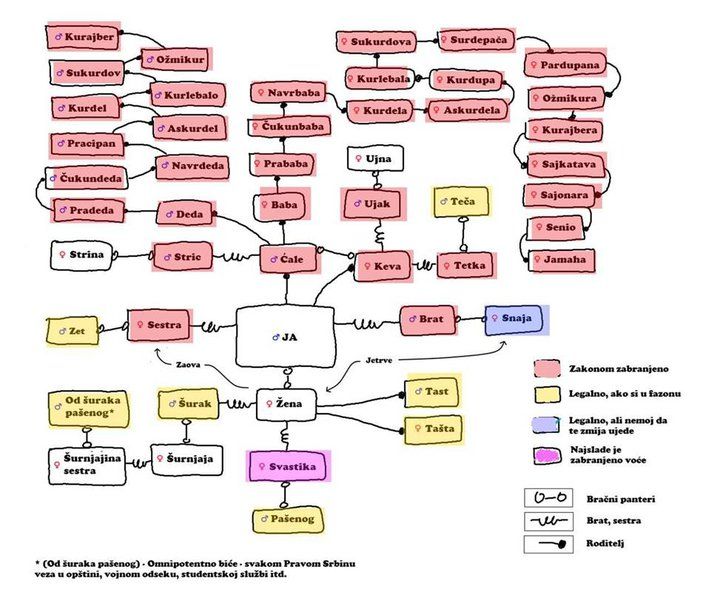 ♂ Kurajber
♂ Ožmikur
♂ Sukurdov
♂ Kurlebalo
♂ Kurdel
♂ Askurdel
♂ Pracipan
♂ Navrdeda
♂ Čukundeda
♂ Pradeda
♂ Deda
♀ Sukurdova
♀ Surdepača
♀ Pardupana
♀ Kurlebala
♀ Kurdupa
♀ Navrbaba
♀ Kurdela
♀ Askurdela
♀ Ožmikura
♀ Čukunbaba
♀ Kurajbera
♀ Prababa
♀ Ujna
♀ Sajkatava
♀ Baba
♂ Ujak
♂ Teča
♀ Sajonara
♀ Senio
♀ Strina
♂ Stric
♂ Ćale
♀ Keva
♀ Tetka
♀ Jamaha
♂ Zet
♀ Sestra
♂ JA
♂ Brat
♀ Snaja
Zaova
Jetrve
♂ Od šuraka
pašenog*
♂ Šurak
♀ Žena
♂ Tast
♀ Tašta
♀ Šurnjajina
sestra
♀ Šurnjaja
♀ Svastika
♂ Pašenog
Zakonom zabranjeno
Legalno, ako si u fazonu
Legalno, ali nemoj da
te zmija ujede
Najslađe je
zabranjeno voće
Bračni panteri
Brat, sestra
Roditelj
* (Od šuraka pašenog) - Omnipotentno biće - svakom Pravom Srbinu
veza u opštini, vojnom odseku, studentskoj službi itd.